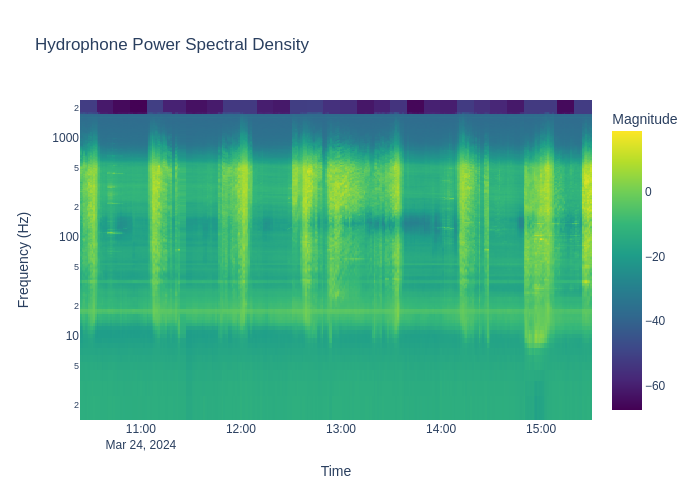 Hydrophone Power Spectral Density
Magnitude
2
1000
5
2
100
5
2
10
5
2
Frequency (Hz)
0
−20
−40
−60
11:00 12:00 13:00 14:00 15:00
Mar 24, 2024
Time